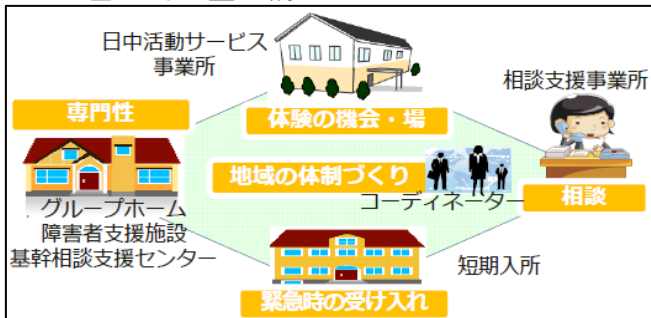 日中活動サービス
事業所
相談支援事業所
専門性
体験の機会・場
地域の体制づくり
コーディネーター
相談
グループホーム
障害者支援施設
基幹相談支援センター
短期入所
緊急時の受け入れ